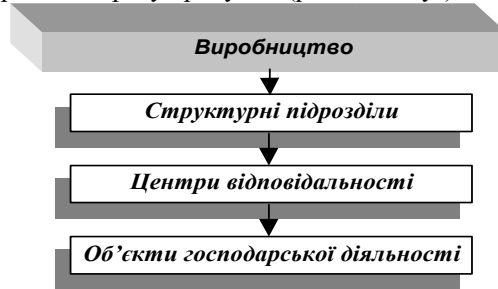 Виробництво
Структурні підрозділи
Центри відповідальності
Об’єкти господарської діяльності